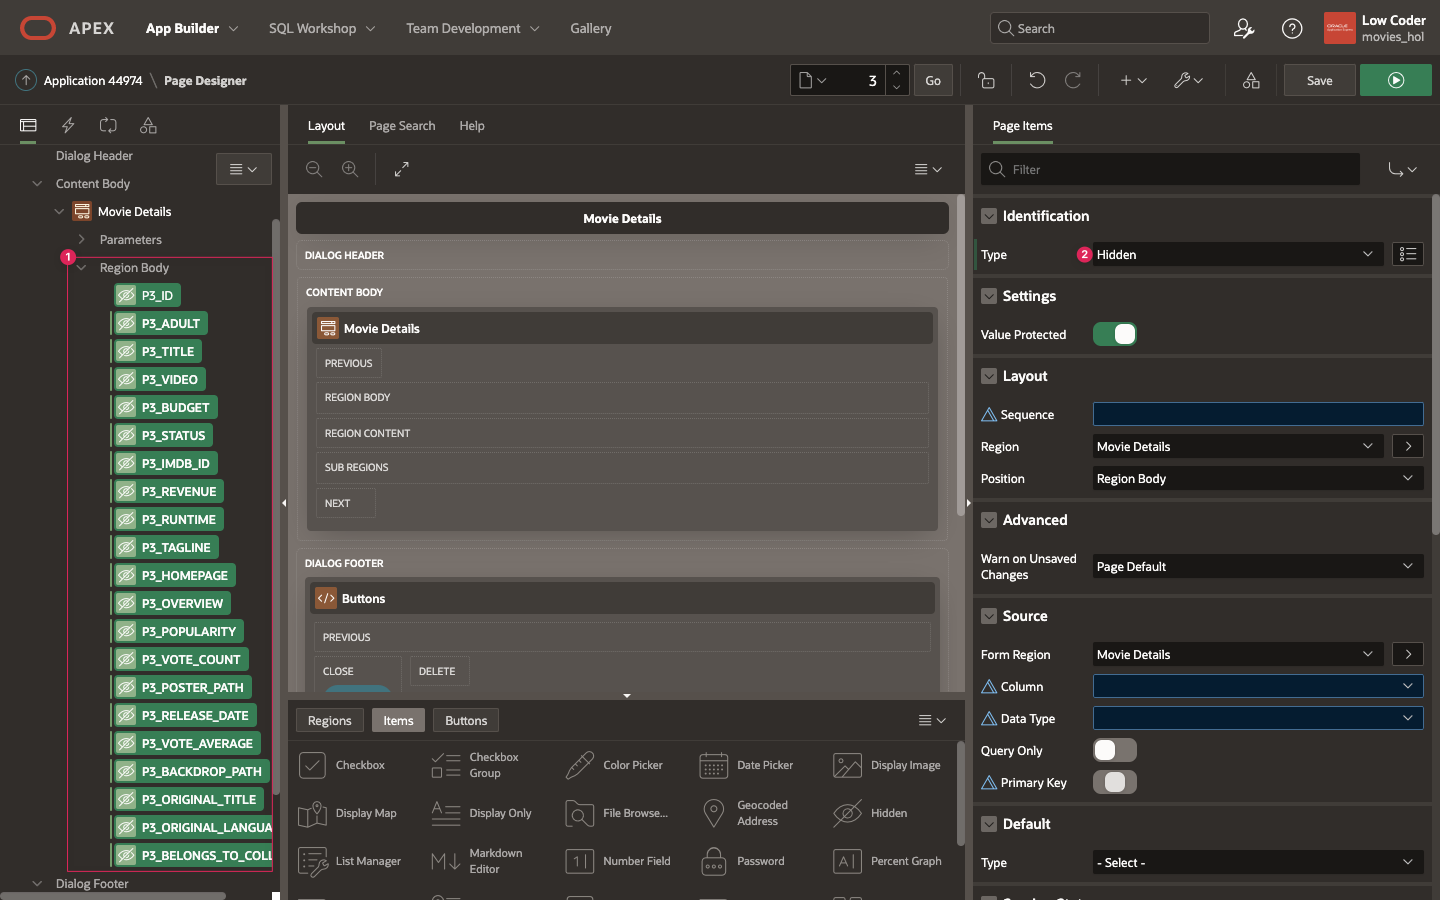 APEX
App Builder
SQL Workshop
Team Development
Gallery
Search
Low Coder
movies_hol
Application 44974 \ Page Designer
3
Go
Save
Dialog Header
Content Body
Movie Details
Parameters
1
Region Body
P3_ID
P3_ADULT
P3_TITLE
P3_VIDEO
P3_BUDGET
P3_STATUS
P3_IMDB_ID
P3_REVENUE
P3_RUNTIME
P3_TAGLINE
P3_HOMEPAGE
P3_OVERVIEW
P3_POPULARITY
P3_VOTE_COUNT
P3_POSTER_PATH
P3_RELEASE_DATE
P3_VOTE_AVERAGE
P3_BACKDROP_PATH
P3_ORIGINAL_TITLE
P3_ORIGINAL_LANGUA
P3_BELONGS_TO_COLL
Dialog Footer
Layout
Page Search
Help
Movie Details
DIALOG HEADER
CONTENT BODY
Movie Details
PREVIOUS
REGION BODY
REGION CONTENT
SUB REGIONS
NEXT
DIALOG FOOTER
Buttons
PREVIOUS
CLOSE
DELETE
Regions
Items
Buttons
Checkbox
Checkbox
Group
Color Picker
Date Picker
Display Image
Display Map
Display Only
File Browse...
Geocoded
Address
Hidden
List Manager
Markdown
Editor
Number Field
Password
Percent Graph
Page Items
Filter
Identification
Type
2
Hidden
Settings
Value Protected
Layout
Sequence
Region
Movie Details
Position
Region Body
Advanced
Warn on Unsaved
Changes
Page Default
Source
Form Region
Movie Details
Column
Data Type
Query Only
Primary Key
Default
Type
- Select -